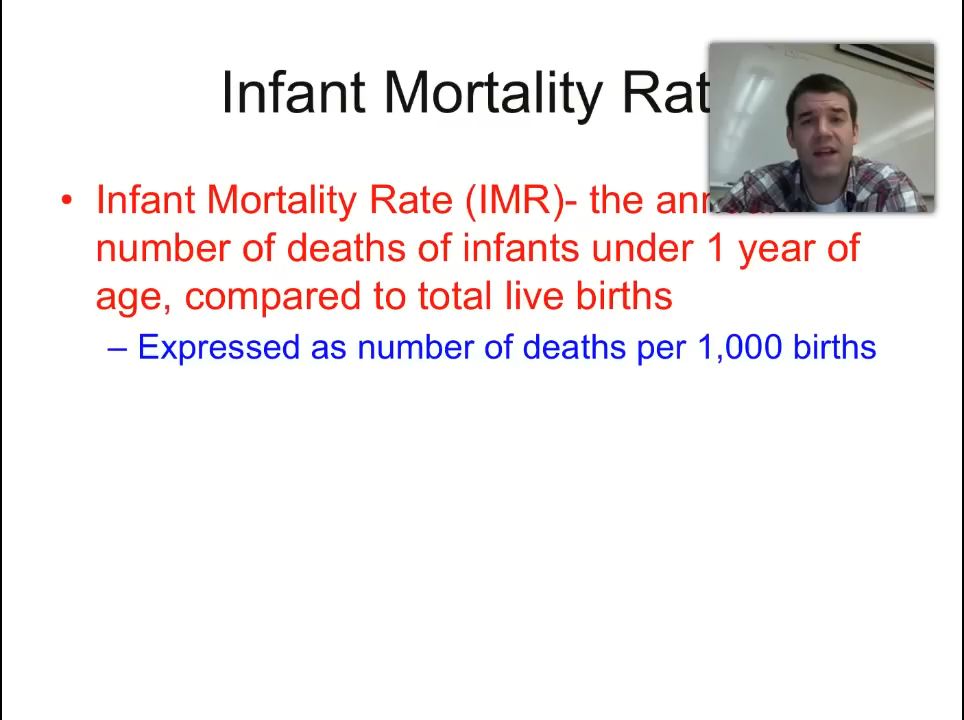 Infant Mortality Rat
• Infant Mortality Rate (IMR)- the
number of deaths of infants under 1 year of
age, compared to total live births
– Expressed as number of deaths per 1,000 births